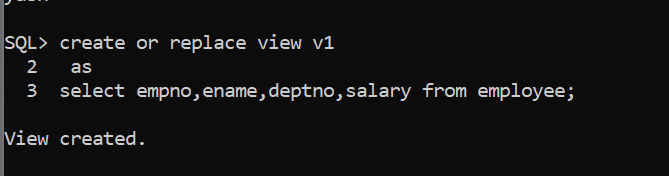 SQL> create or replace view v1
  2   as
  3  select empno,ename,deptno,salary from employee;
View created.